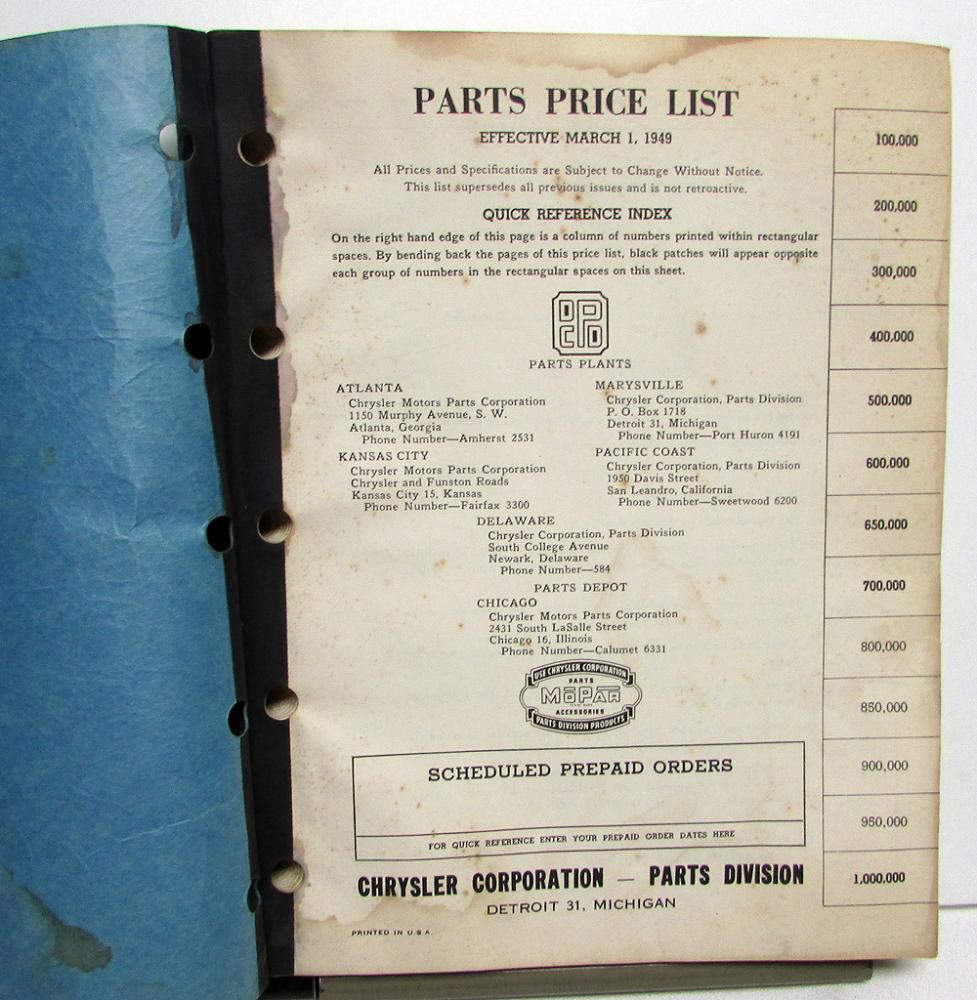 PARTS PRICE LIST
EFFECTIVE MARCH 1, 1949
All Prices and Specifications are Subject to Change Without Notice.
This list supersedes all previous issues and is not retroactive.
QUICK REFERENCE INDEX
On the right hand edge of this page is a column of numbers printed within rectangular
spaces. By bending back the pages of this price list, black patches will appear opposite
each group of numbers in the rectangular spaces on this sheet.
DPCD
PARTS PLANTS
ATLANTA
Chrysler Motors Parts Corporation
1150 Murphy Avenue, S. W.
Atlanta, Georgia
Phone Number—Amherst 2531
KANSAS CITY
Chrysler Motors Parts Corporation
Chrysler and Funston Roads
Kansas City 15, Kansas
Phone Number—Fairfax 3300
MARYSVILLE
Chrysler Corporation, Parts Division
P. O. Box 1718
Detroit 31, Michigan
Phone Number—Port Huron 4191
PACIFIC COAST
Chrysler Corporation, Parts Division
1950 Davis Street
San Leandro, California
Phone Number—Sweetwood 6200
DELAWARE
Chrysler Corporation, Parts Division
South College Avenue
Newark, Delaware
Phone Number—584
PARTS DEPOT
CHICAGO
Chrysler Motors Parts Corporation
2431 South LaSalle Street
Chicago 16, Illinois
Phone Number—Calumet 6331
USE CHRYSLER CORPORATION
PARTS
MOPAR
ACCESSORIES
PARTS DIVISION PRODUCTS
SCHEDULED PREPAID ORDERS
FOR QUICK REFERENCE ENTER YOUR PREPAID ORDER DATES HERE
CHRYSLER CORPORATION — PARTS DIVISION
DETROIT 31, MICHIGAN
PRINTED IN U.S.A.
100,000
200,000
300,000
400,000
500,000
600,000
650,000
700,000
800,000
850,000
900,000
950,000
1,000,000